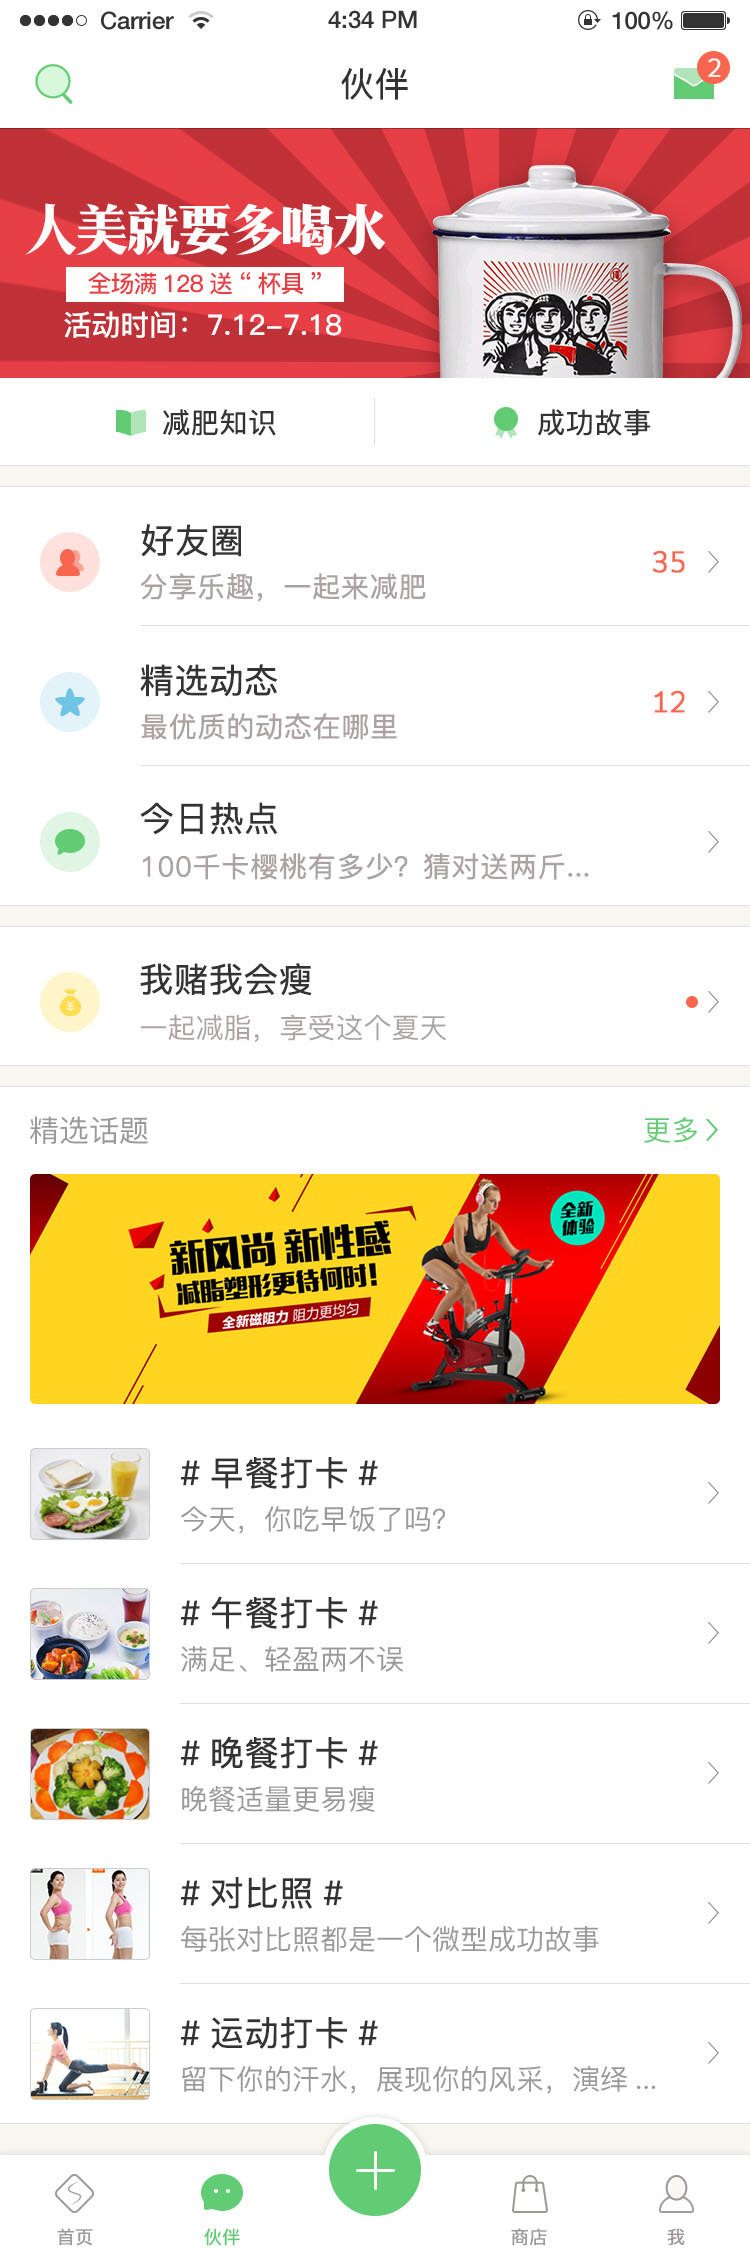 Carrier 4:34 PM 100%
伙伴
2
人美就要多喝水
全场满 128 送 “ 杯具 ”
活动时间：7.12-7.18
减肥知识
成功故事
好友圈
分享乐趣，一起来减肥
35
精选动态
最优质的动态在哪里
12
今日热点
100千卡樱桃有多少？猜对送两斤...
我赌我会瘦
一起减脂，享受这个夏天
精选话题
更多
新风尚 新性感
减脂塑形更待何时!
全新磁阻力 阻力更均匀
全新
体验
# 早餐打卡 #
今天，你吃早饭了吗？
# 午餐打卡 #
满足、轻盈两不误
# 晚餐打卡 #
晚餐适量更易瘦
# 对比照 #
每张对比照都是一个微型成功故事
# 运动打卡 #
留下你的汗水，展现你的风采，演绎 ...
首页
伙伴
商店
我